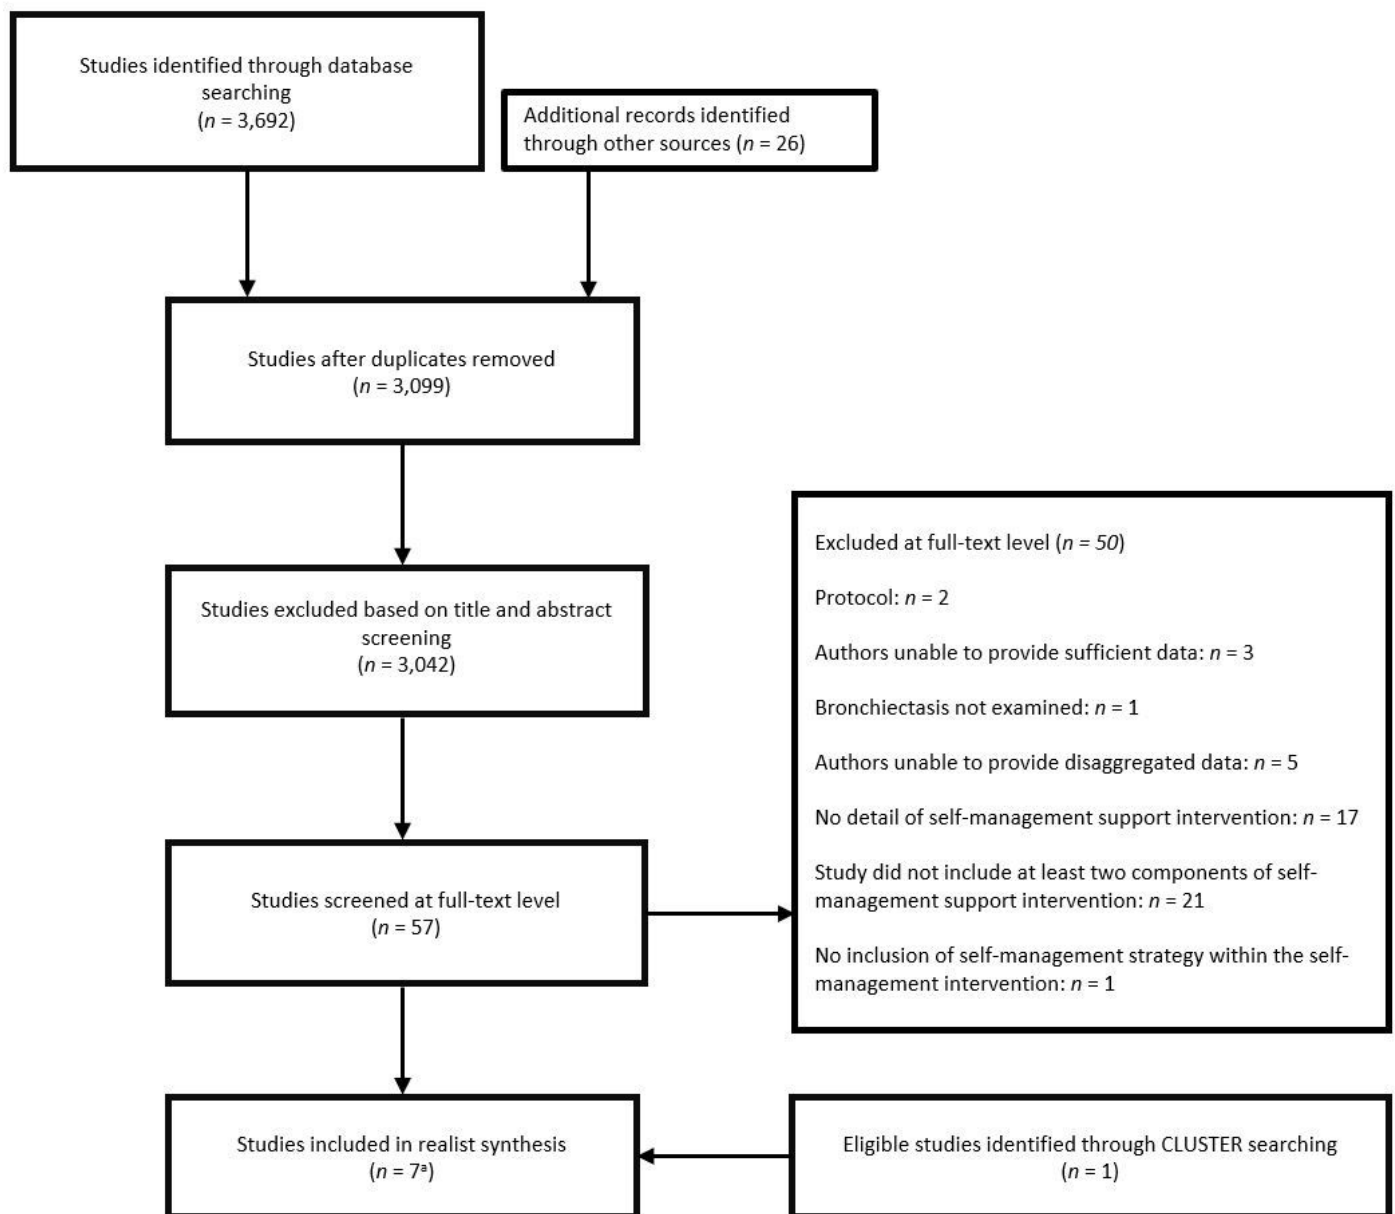 Studies identified through database
searching
(n = 3,692)
Additional records identified
through other sources (n = 26)
Studies after duplicates removed
(n = 3,099)
Studies excluded based on title and abstract
screening
(n = 3,042)
Excluded at full-text level (n = 50)
Protocol: n = 2
Authors unable to provide sufficient data: n = 3
Bronchiectasis not examined: n = 1
Authors unable to provide disaggregated data: n = 5
No detail of self-management support intervention: n = 17
Study did not include at least two components of self-
management support intervention: n = 21
No inclusion of self-management strategy within the self-
management intervention: n = 1
Studies screened at full-text level
(n = 57)
Studies included in realist synthesis
(n = 7ª)
Eligible studies identified through CLUSTER searching
(n = 1)